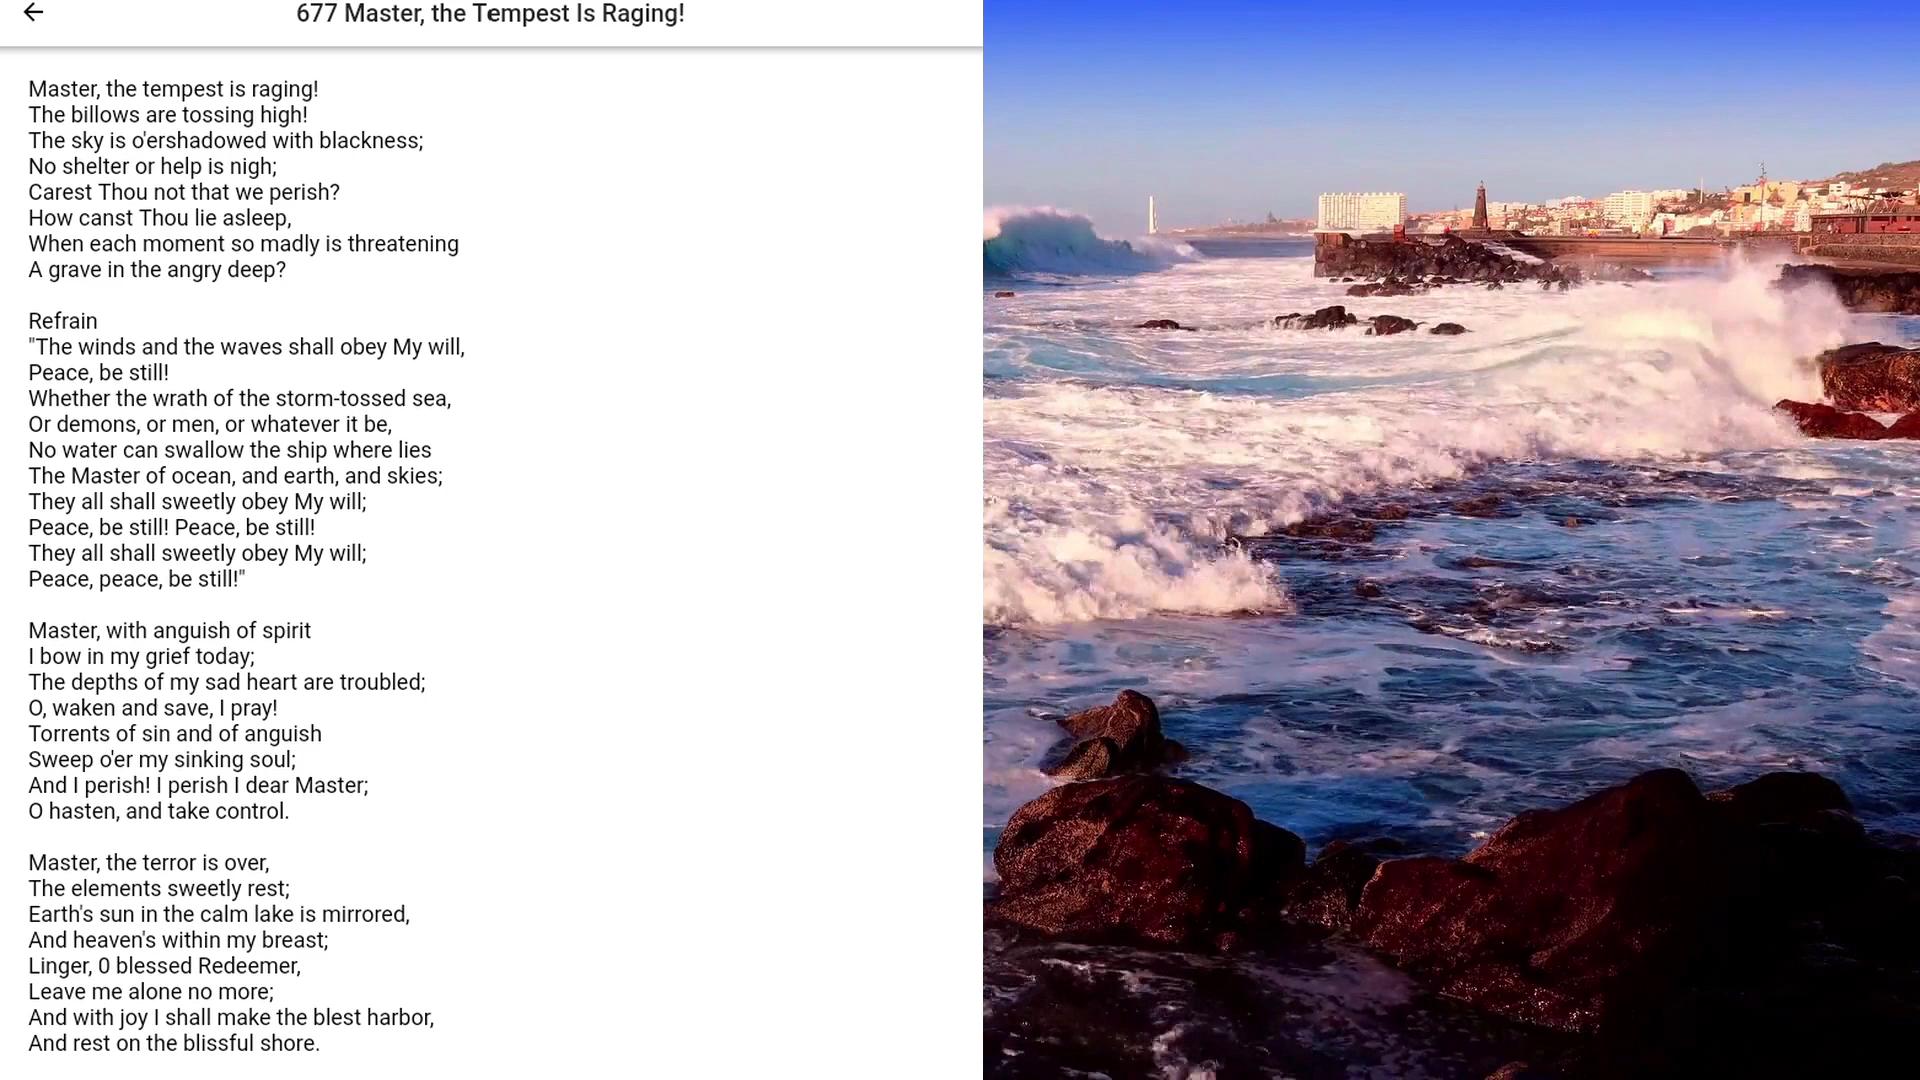 677 Master, the Tempest Is Raging!
Master, the tempest is raging!
The billows are tossing high!
The sky is o'ershadowed with blackness;
No shelter or help is nigh;
Carest Thou not that we perish?
How canst Thou lie asleep,
When each moment so madly is threatening
A grave in the angry deep?
Refrain
"The winds and the waves shall obey My will,
Peace, be still!
Whether the wrath of the storm-tossed sea,
Or demons, or men, or whatever it be,
No water can swallow the ship where lies
The Master of ocean, and earth, and skies;
They all shall sweetly obey My will;
Peace, be still! Peace, be still!
They all shall sweetly obey My will;
Peace, peace, be still!"
Master, with anguish of spirit
I bow in my grief today;
The depths of my sad heart are troubled;
O, waken and save, I pray!
Torrents of sin and of anguish
Sweep o'er my sinking soul;
And I perish! I perish I dear Master;
O hasten, and take control.
Master, the terror is over,
The elements sweetly rest;
Earth's sun in the calm lake is mirrored,
And heaven's within my breast;
Linger, 0 blessed Redeemer,
Leave me alone no more;
And with joy I shall make the blest harbor,
And rest on the blissful shore.